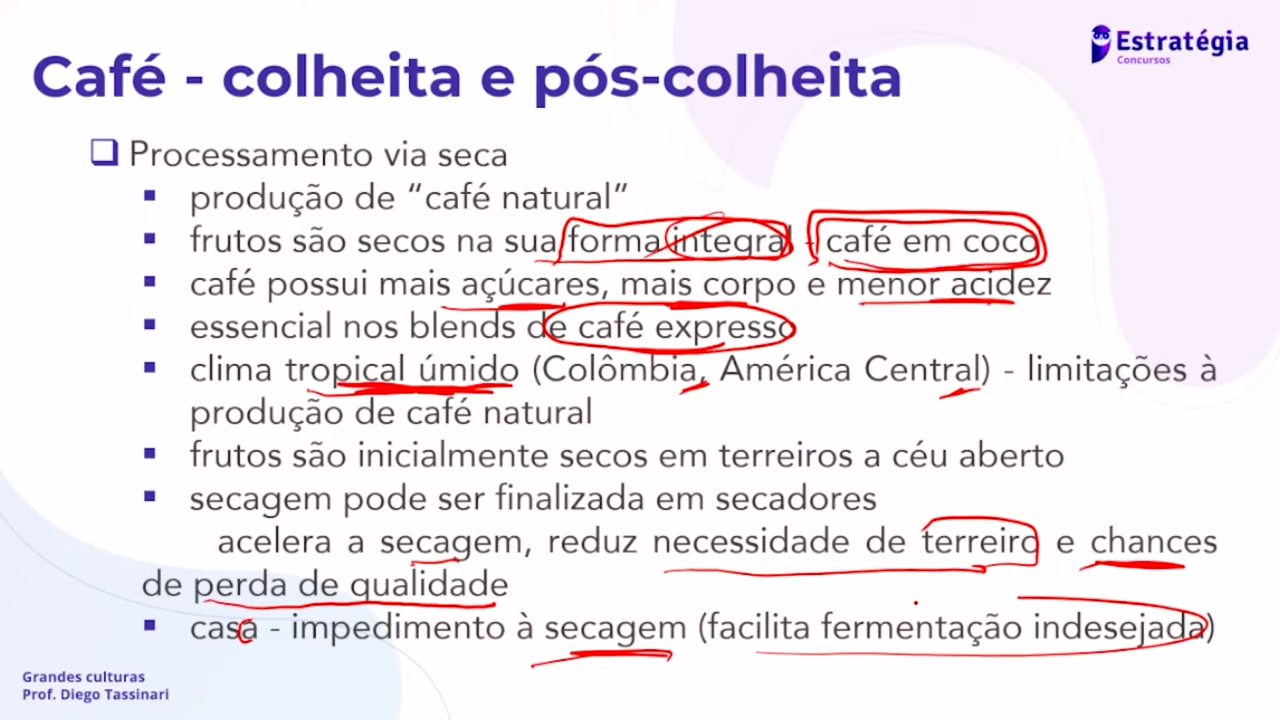 Estratégia
Concursos
Café - colheita e pós-colheita
Processamento via seca
produção de “café natural”
frutos são secos na sua forma integral - café em coco
café possui mais açúcares, mais corpo e menor acidez
essencial nos blends de café expresso
clima tropical úmido (Colômbia, América Central) - limitações à
produção de café natural
frutos são inicialmente secos em terreiros a céu aberto
secagem pode ser finalizada em secadores
acelera a secagem, reduz necessidade de terreiro e chances
de perda de qualidade
casa - impedimento à secagem (facilita fermentação indesejada)
Grandes culturas
Prof. Diego Tassinari